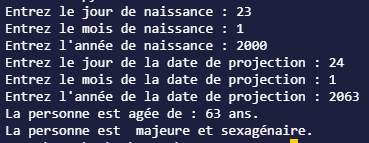 Entrez le jour de naissance : 23
Entrez le mois de naissance : 1
Entrez l'année de naissance : 2000
Entrez le jour de la date de projection : 24
Entrez le mois de la date de projection : 1
Entrez l'année de la date de projection : 2063
La personne est agée de : 63 ans.
La personne est  majeure et sexagénaire.